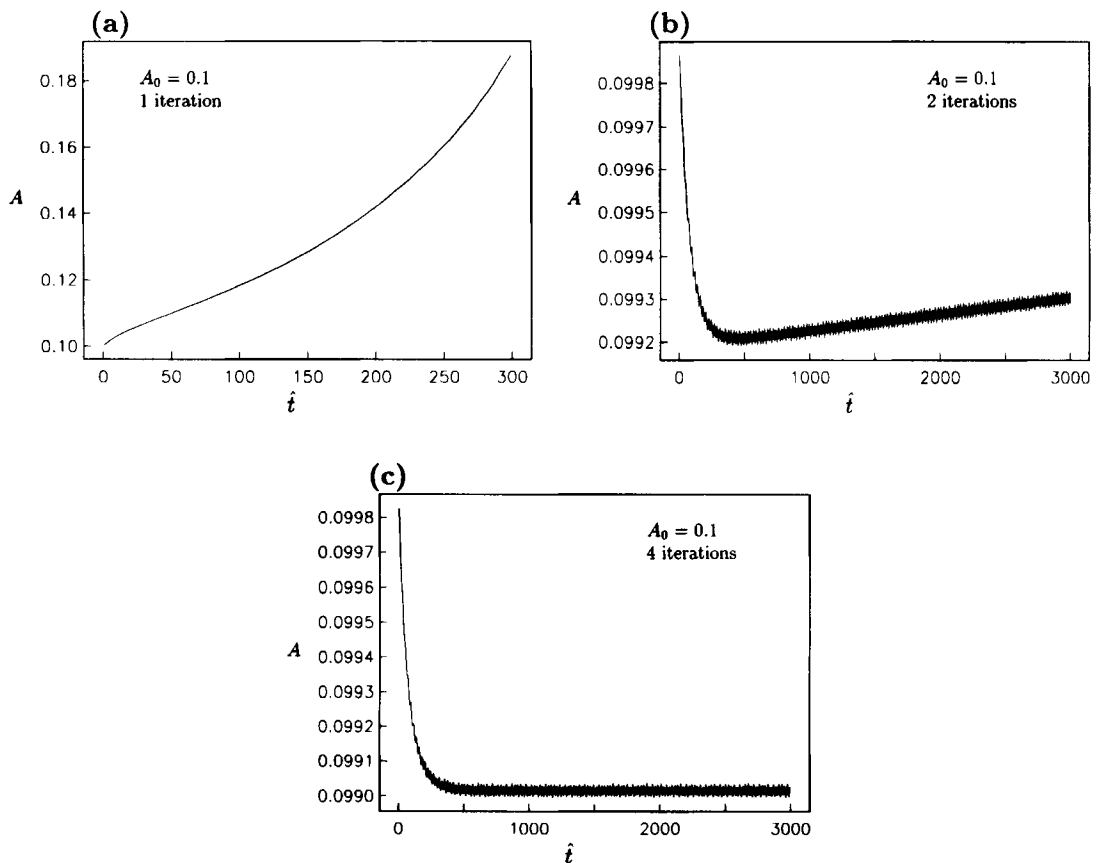 (a)
A₀ = 0.1
1 iteration
0.18
0.16
A
0.14
0.12
0.10
0 50 100 150 200 250 300
t̂
(b)
A₀ = 0.1
2 iterations
0.0998
0.0997
0.0996
A
0.0995
0.0994
0.0993
0.0992
0 1000 2000 3000
t̂
(c)
A₀ = 0.1
4 iterations
0.0998
0.0997
0.0996
0.0995
A
0.0994
0.0993
0.0992
0.0991
0.0990
0 1000 2000 3000
t̂